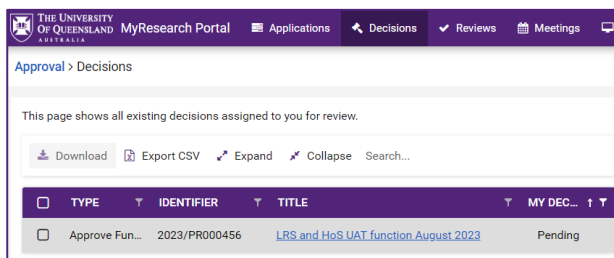 THE UNIVERSITY
OF QUEENSLAND
AUSTRALIA
MyResearch Portal Applications Decisions Reviews Meetings
Approval > Decisions
This page shows all existing decisions assigned to you for review.
Download Export CSV Expand Collapse Search...
TYPE IDENTIFIER TITLE MY DEC...
Approve Fun... 2023/PR000456 LRS and HoS UAT function August 2023 Pending